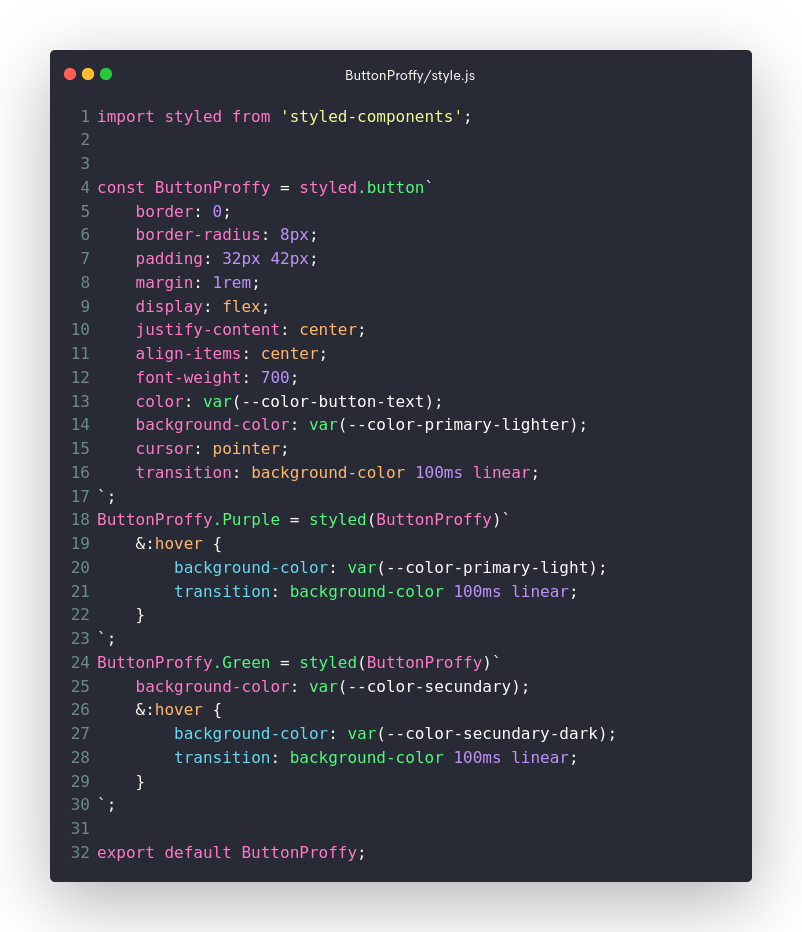 ButtonProffy/style.js
1 import styled from 'styled-components';
2
3
4 const ButtonProffy = styled.button`
5     border: 0;
6     border-radius: 8px;
7     padding: 32px 42px;
8     margin: 1rem;
9     display: flex;
10     justify-content: center;
11     align-items: center;
12     font-weight: 700;
13     color: var(--color-button-text);
14     background-color: var(--color-primary-lighter);
15     cursor: pointer;
16     transition: background-color 100ms linear;
17 `;
18 ButtonProffy.Purple = styled(ButtonProffy)`
19     &:hover {
20         background-color: var(--color-primary-light);
21         transition: background-color 100ms linear;
22     }
23 `;
24 ButtonProffy.Green = styled(ButtonProffy)`
25     background-color: var(--color-secundary);
26     &:hover {
27         background-color: var(--color-secundary-dark);
28         transition: background-color 100ms linear;
29     }
30 `;
31
32 export default ButtonProffy;